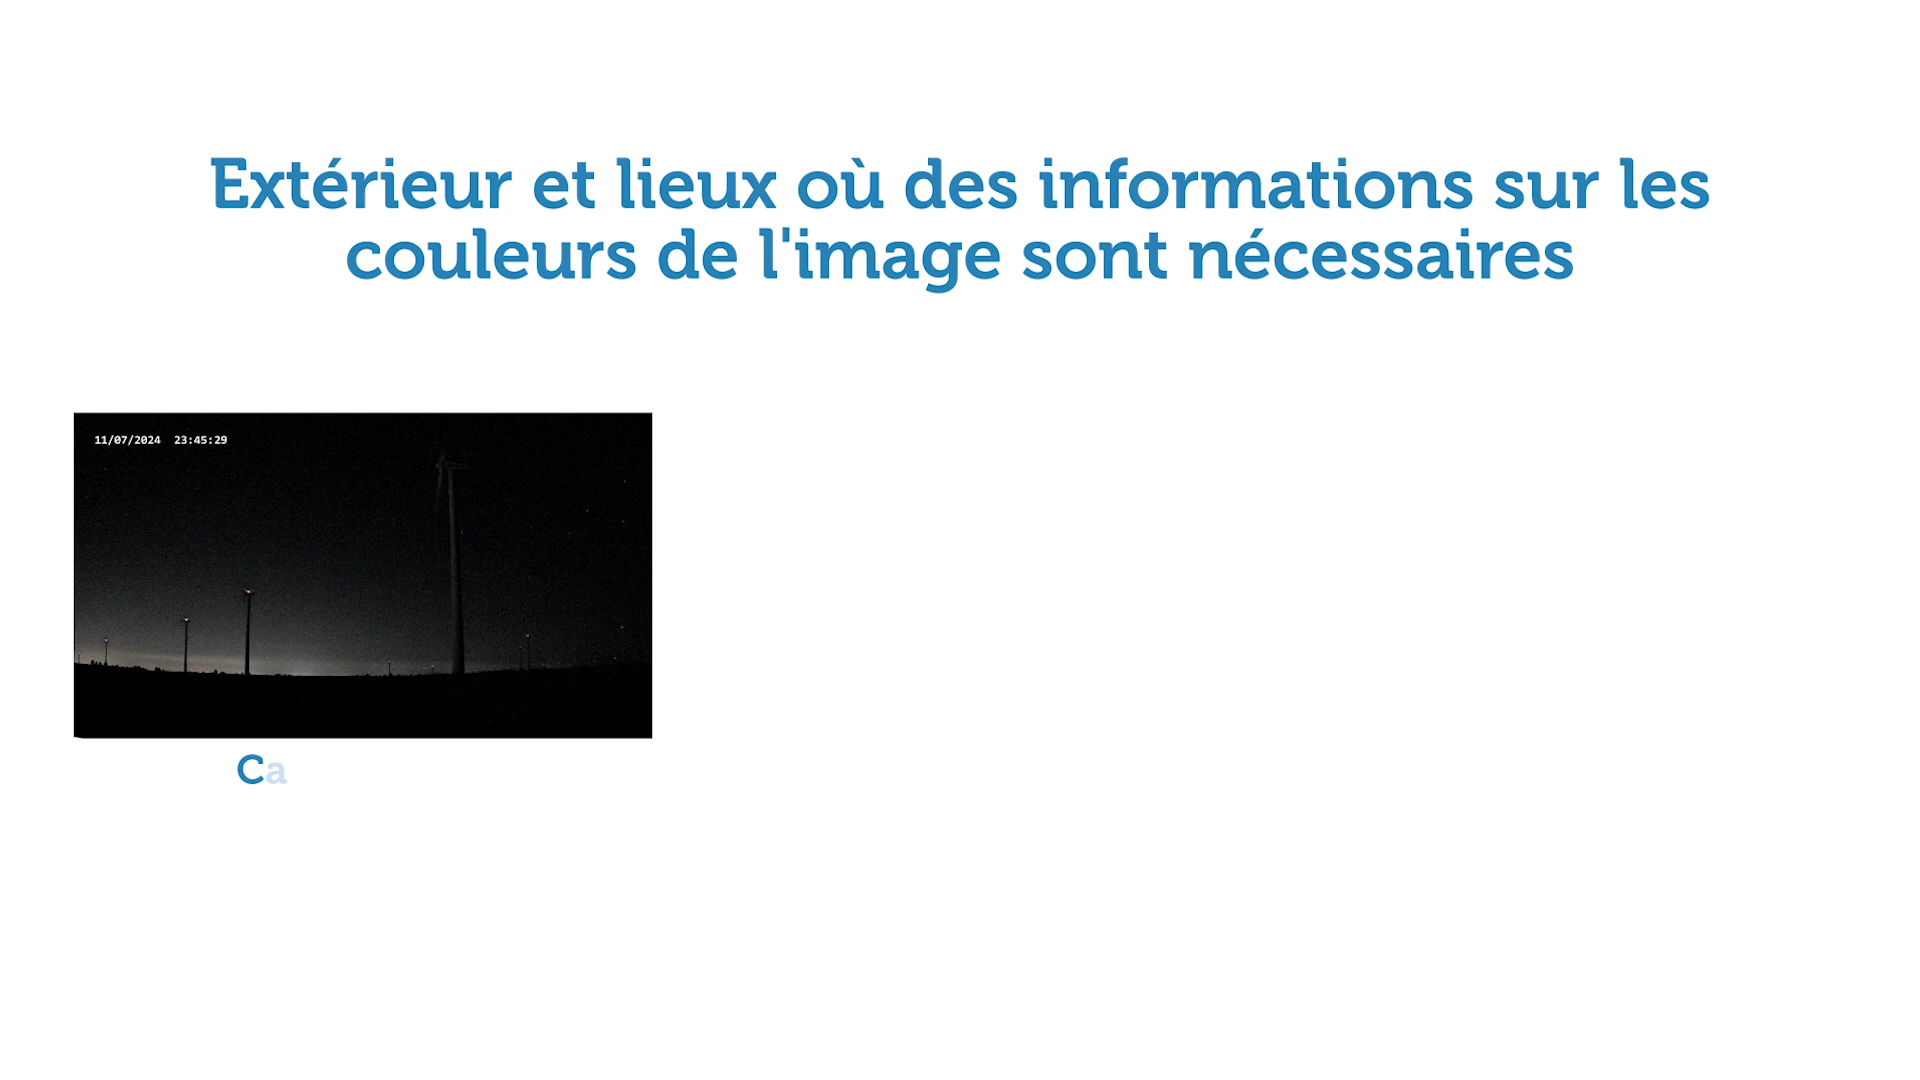 Extérieur et lieux où des informations sur les
couleurs de l'image sont nécessaires
11/07/2024 23:45:29
Ca